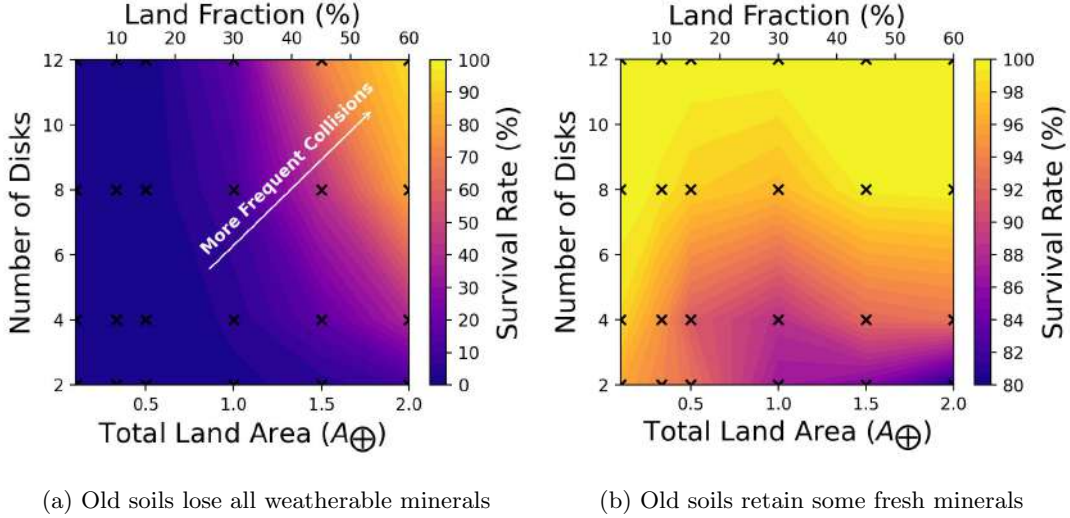 Land Fraction (%)
10 20 30 40 50 60
12
10
8
6
4
2
Number of Disks
More Frequent Collisions
0.5 1.0 1.5 2.0
Total Land Area (A⨁)
100
90
80
70
60
50
40
30
20
10
0
Survival Rate (%)
(a) Old soils lose all weatherable minerals
Land Fraction (%)
10 20 30 40 50 60
12
10
8
6
4
2
Number of Disks
0.5 1.0 1.5 2.0
Total Land Area (A⨁)
100
98
96
94
92
90
88
86
84
82
80
Survival Rate (%)
(b) Old soils retain some fresh minerals